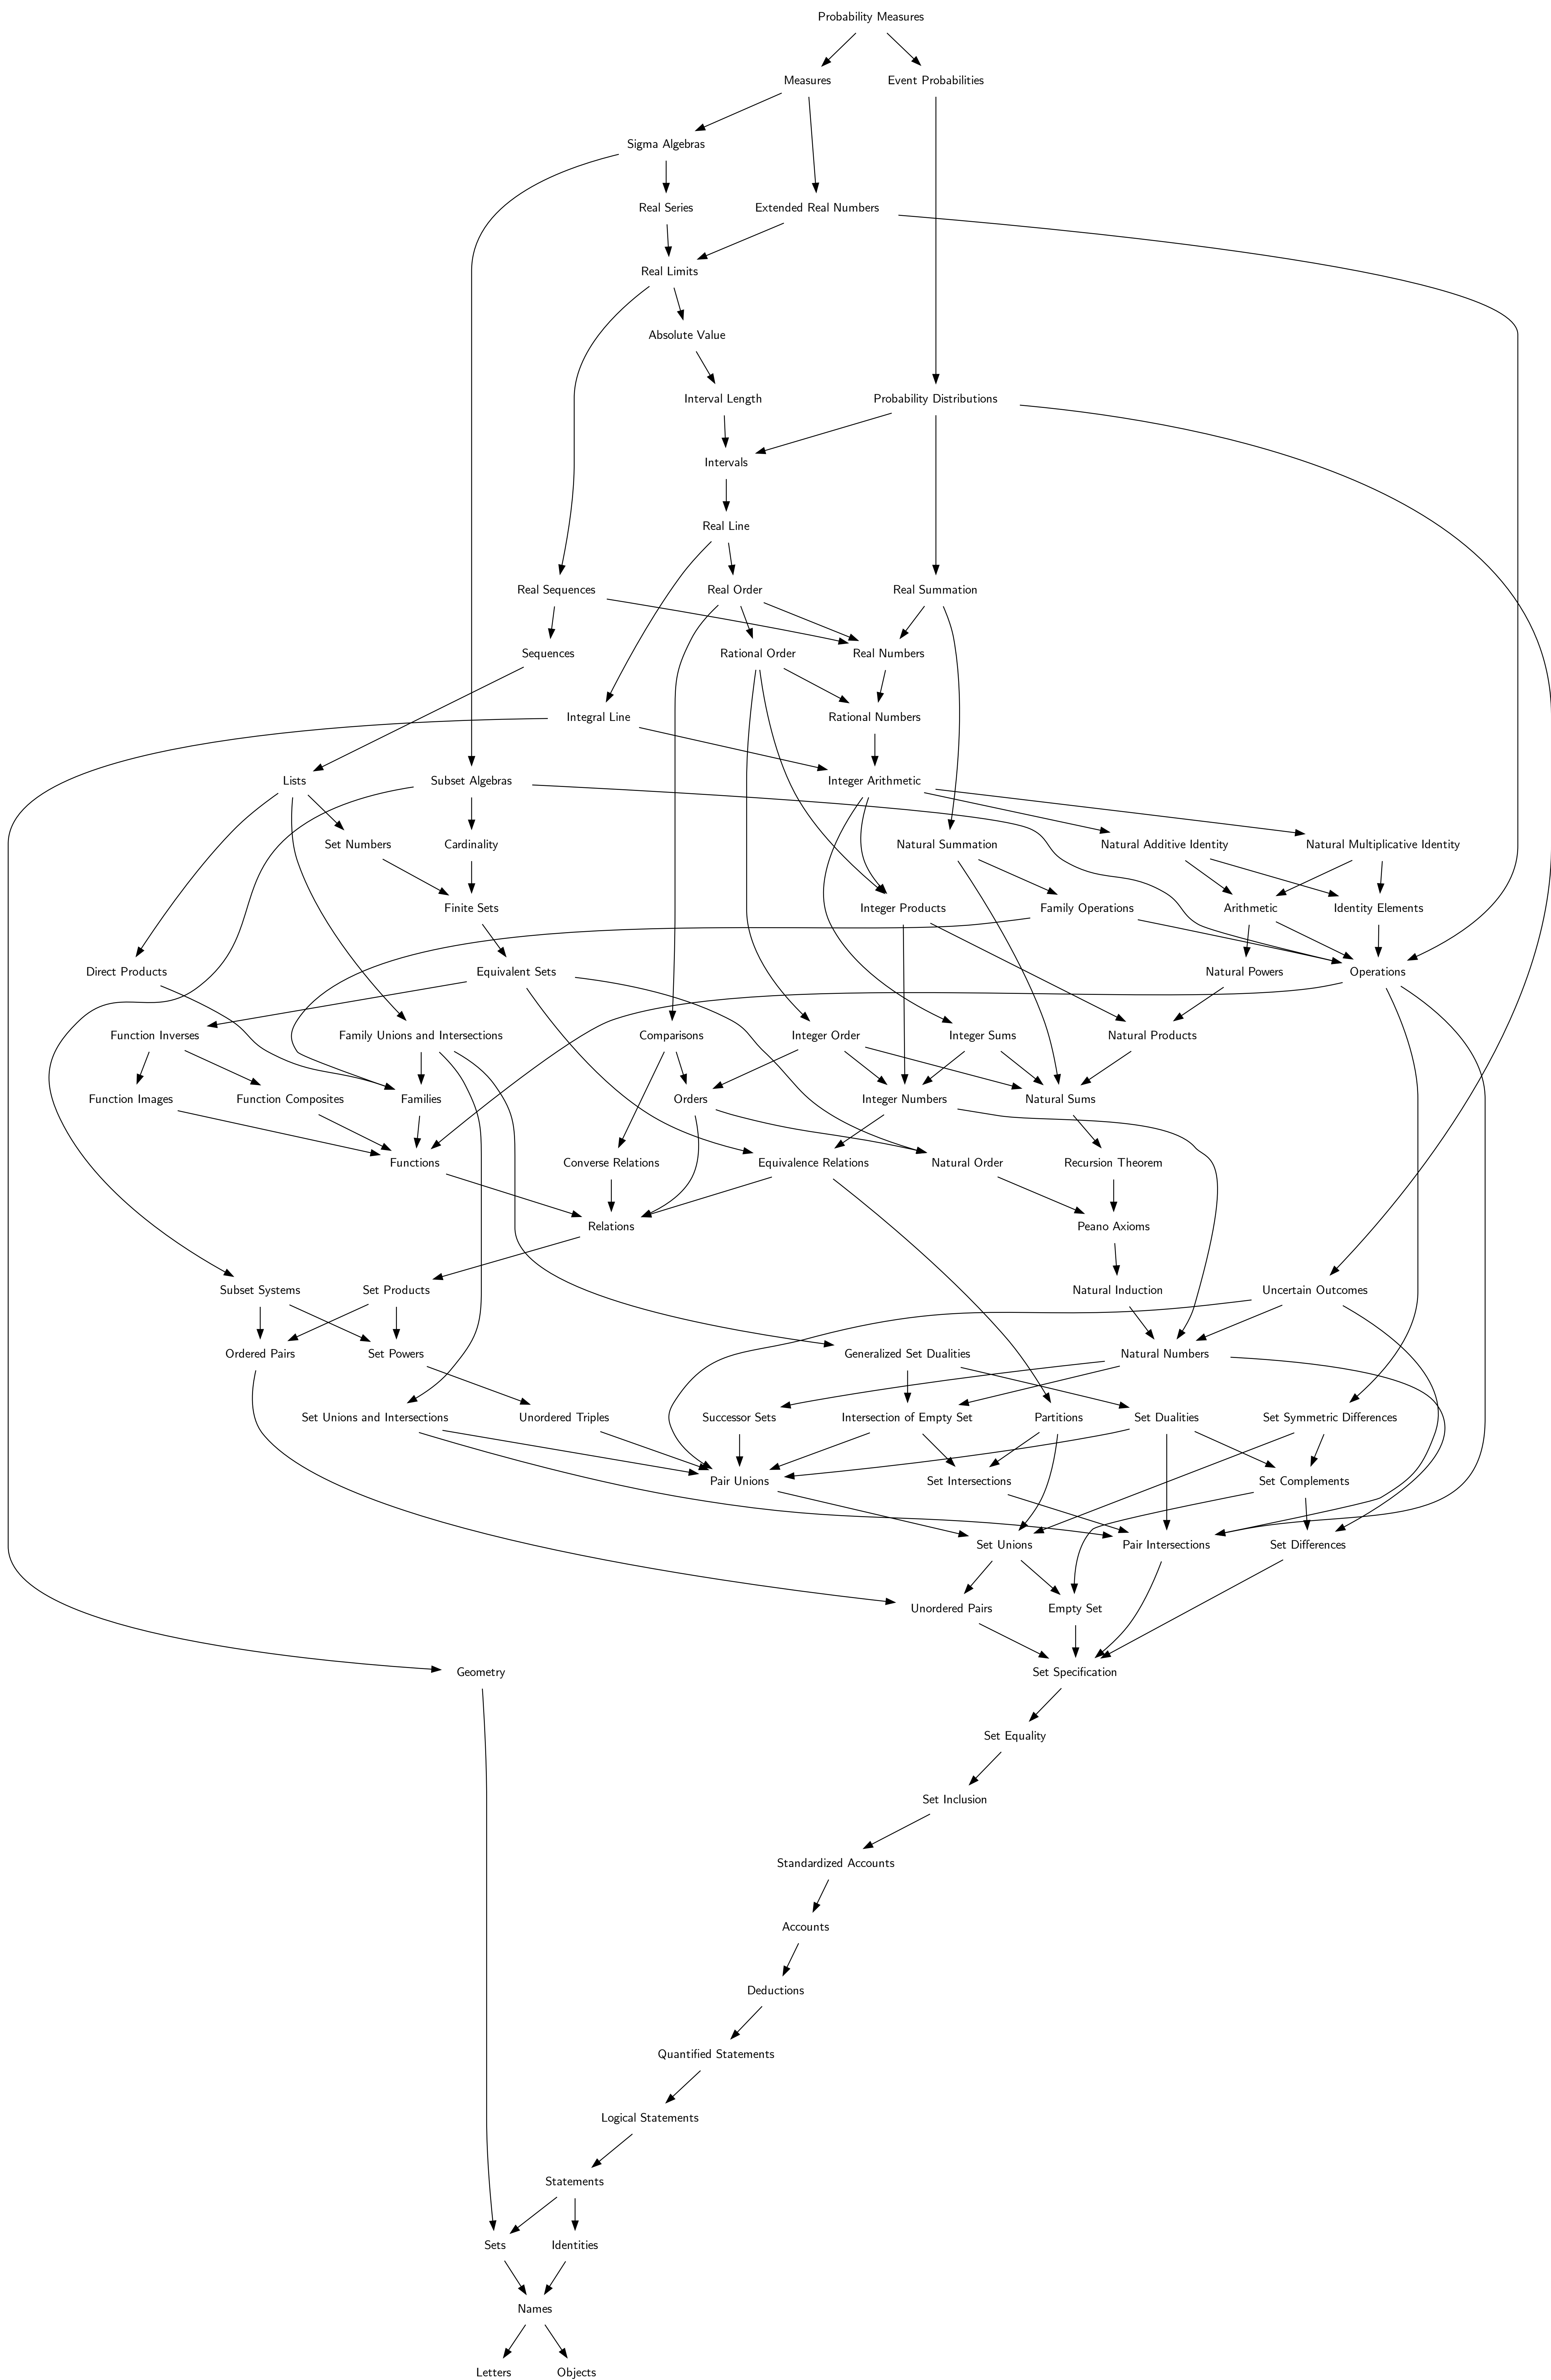 Probability Measures
Measures
Event Probabilities
Sigma Algebras
Real Series
Extended Real Numbers
Real Limits
Absolute Value
Interval Length
Probability Distributions
Intervals
Real Line
Real Sequences
Real Order
Real Summation
Sequences
Rational Order
Real Numbers
Integral Line
Rational Numbers
Lists
Subset Algebras
Integer Arithmetic
Set Numbers
Cardinality
Natural Summation
Natural Additive Identity
Natural Multiplicative Identity
Finite Sets
Integer Products
Family Operations
Arithmetic
Identity Elements
Direct Products
Equivalent Sets
Natural Powers
Operations
Function Inverses
Family Unions and Intersections
Comparisons
Integer Order
Integer Sums
Natural Products
Function Images
Function Composites
Families
Orders
Integer Numbers
Natural Sums
Functions
Converse Relations
Equivalence Relations
Natural Order
Recursion Theorem
Relations
Peano Axioms
Subset Systems
Set Products
Natural Induction
Uncertain Outcomes
Ordered Pairs
Set Powers
Generalized Set Dualities
Natural Numbers
Set Unions and Intersections
Unordered Triples
Successor Sets
Intersection of Empty Set
Partitions
Set Dualities
Set Symmetric Differences
Pair Unions
Set Intersections
Set Complements
Set Unions
Pair Intersections
Set Differences
Unordered Pairs
Empty Set
Geometry
Set Specification
Set Equality
Set Inclusion
Standardized Accounts
Accounts
Deductions
Quantified Statements
Logical Statements
Statements
Sets
Identities
Names
Letters
Objects